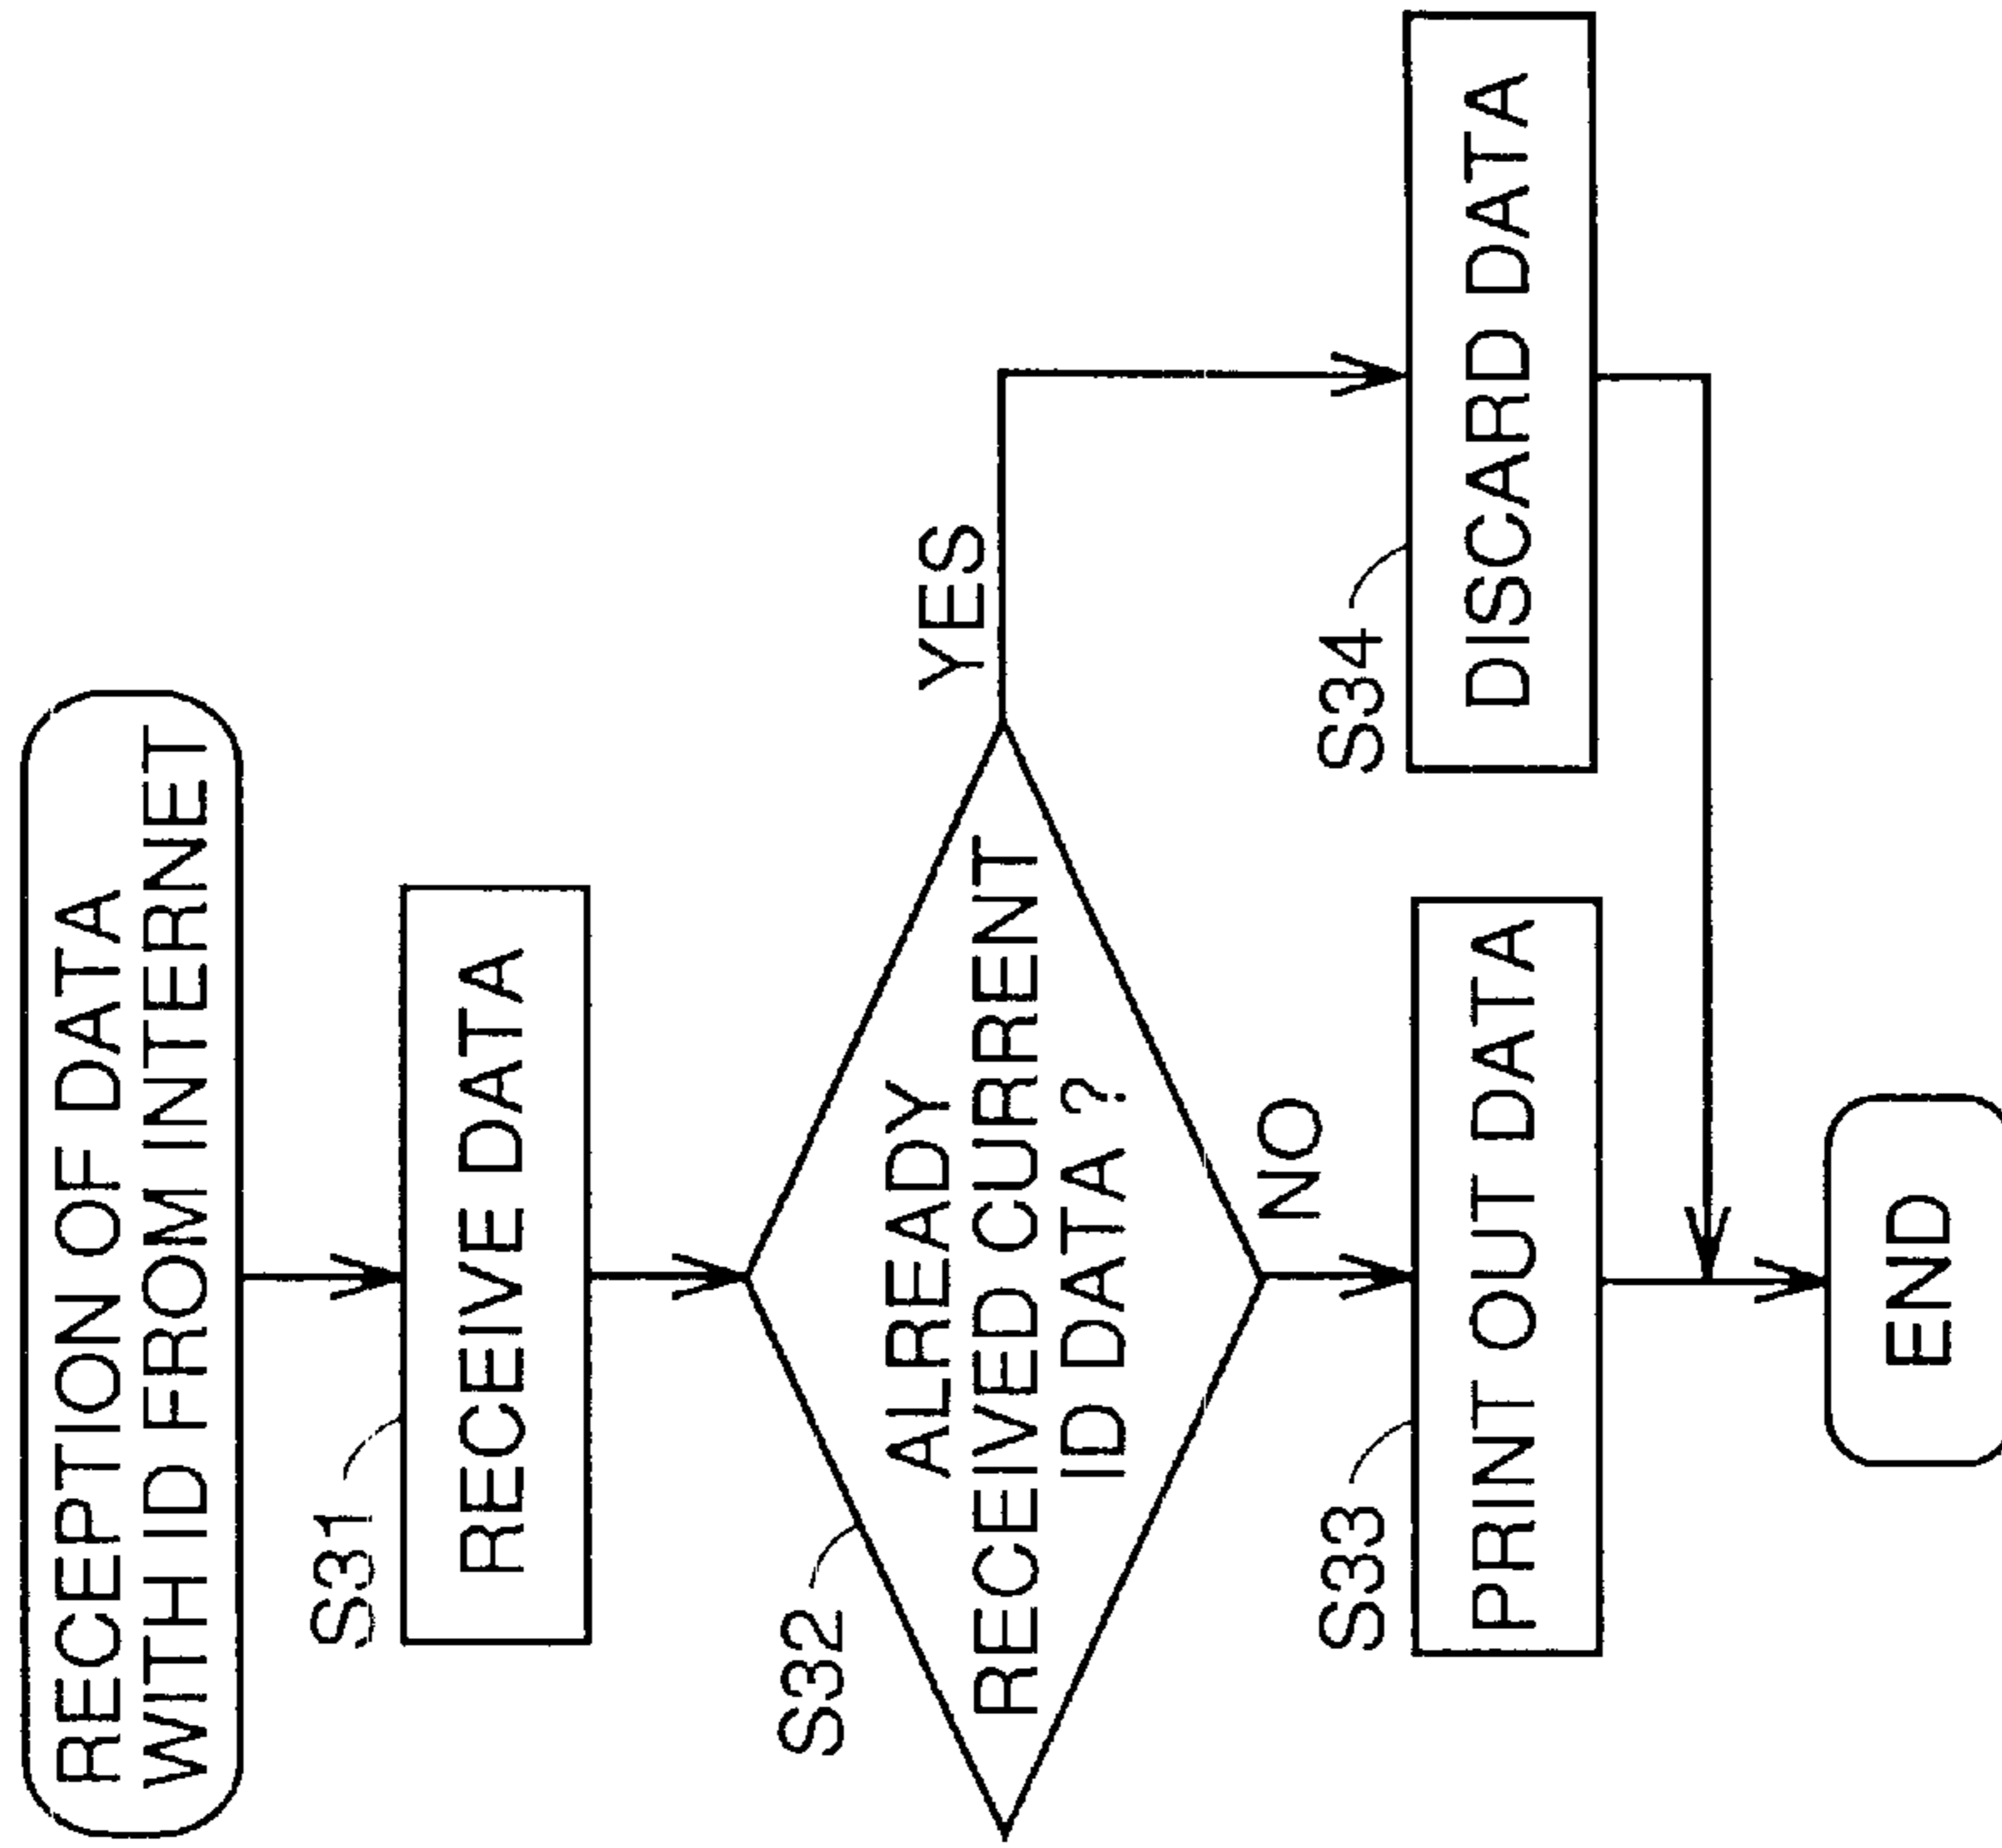 RECEPTION OF DATA
WITH ID FROM INTERNET
S31
RECEIVE DATA
S32
ALREADY
RECEIVED CURRENT
ID DATA ?
YES
NO
S33
PRINT OUT DATA
S34
DISCARD DATA
END